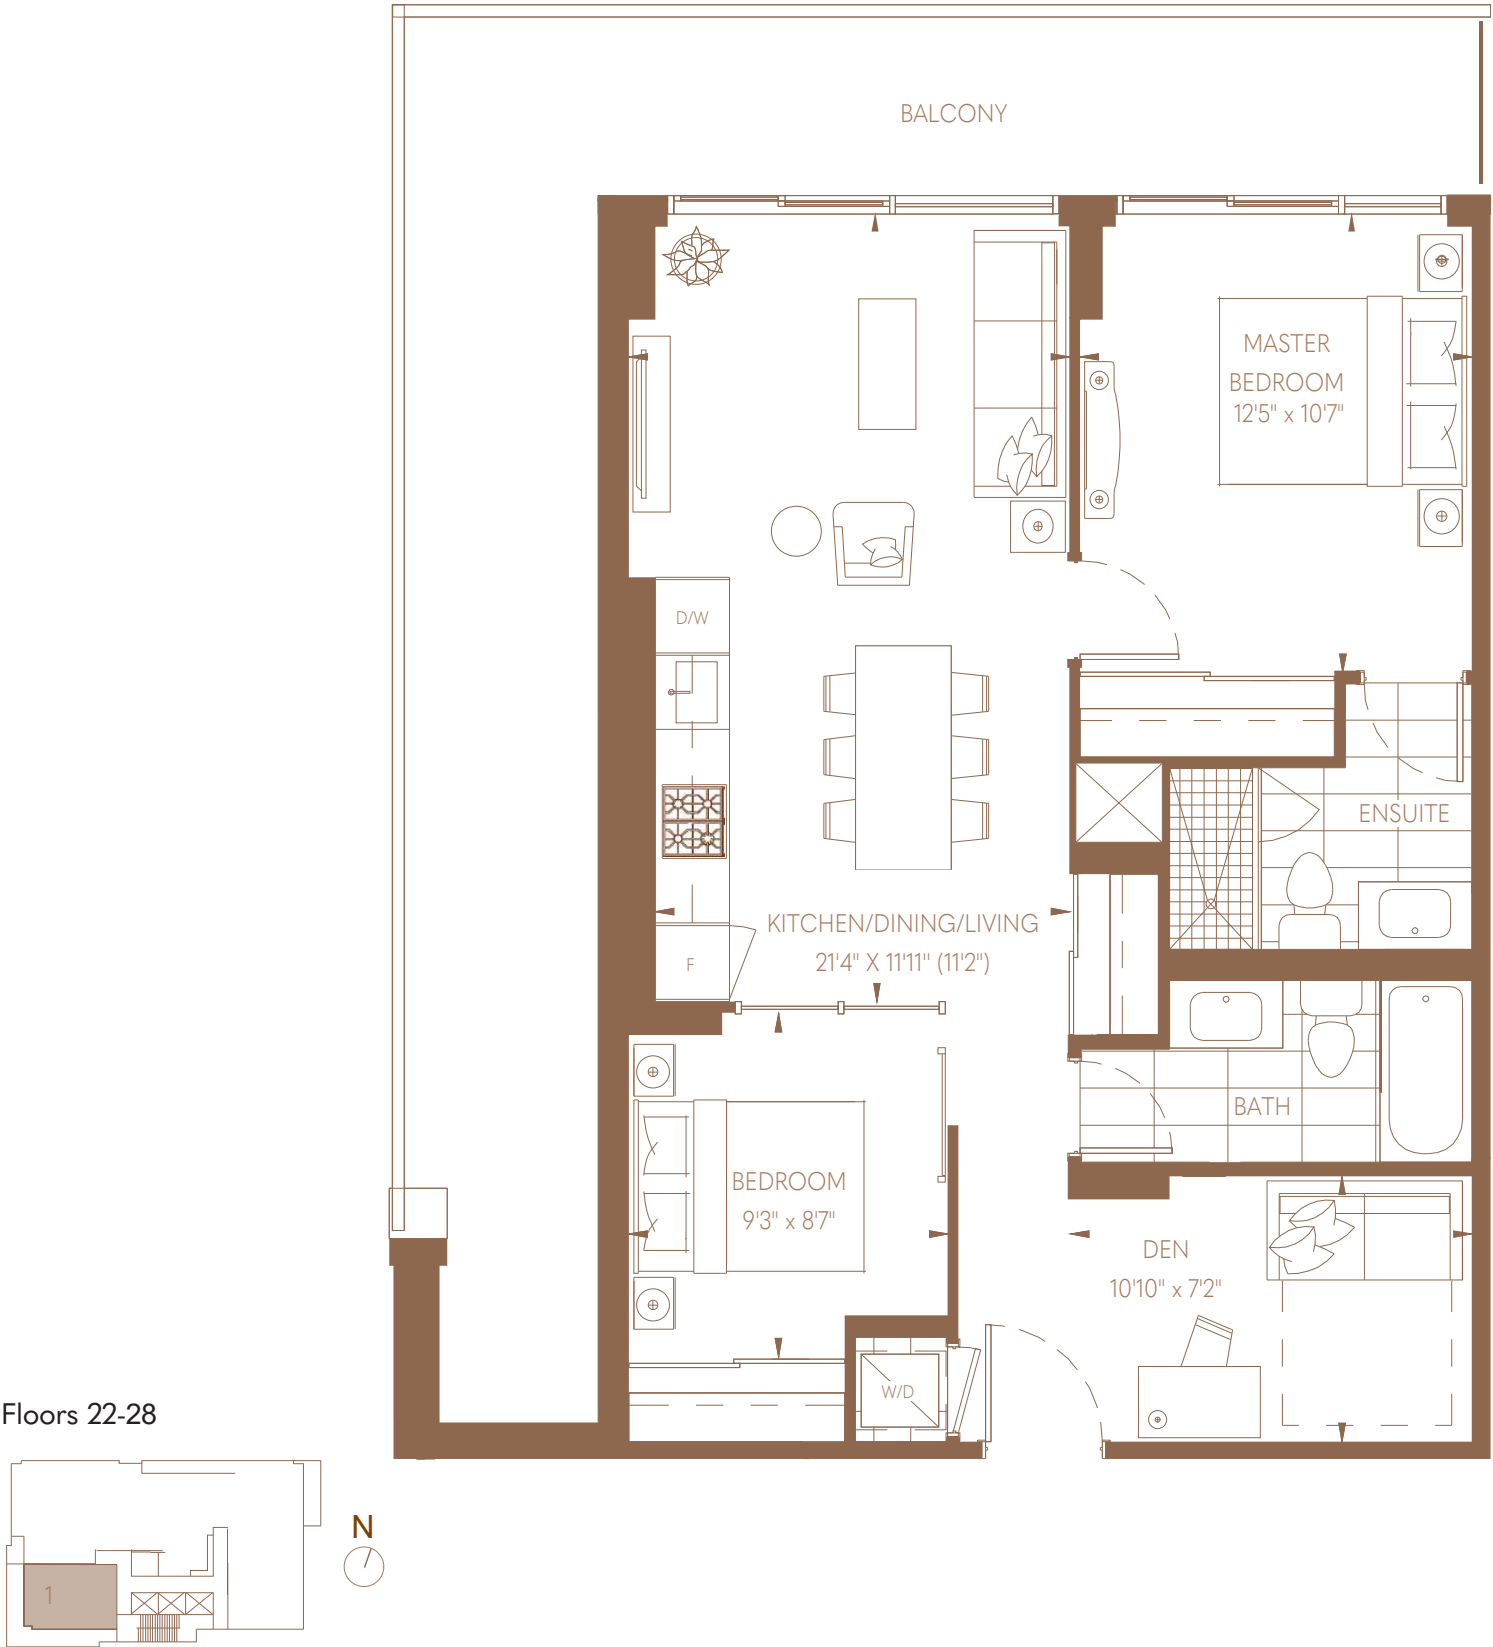 BALCONY
MASTER
BEDROOM
12'5" x 10'7"
D/W
ENSUITE
KITCHEN/DINING/LIVING
21'4" X 11'11" (11'2")
F
BATH
BEDROOM
9'3" x 8'7"
DEN
10'10" x 7'2"
W/D
Floors 22-28
N
1